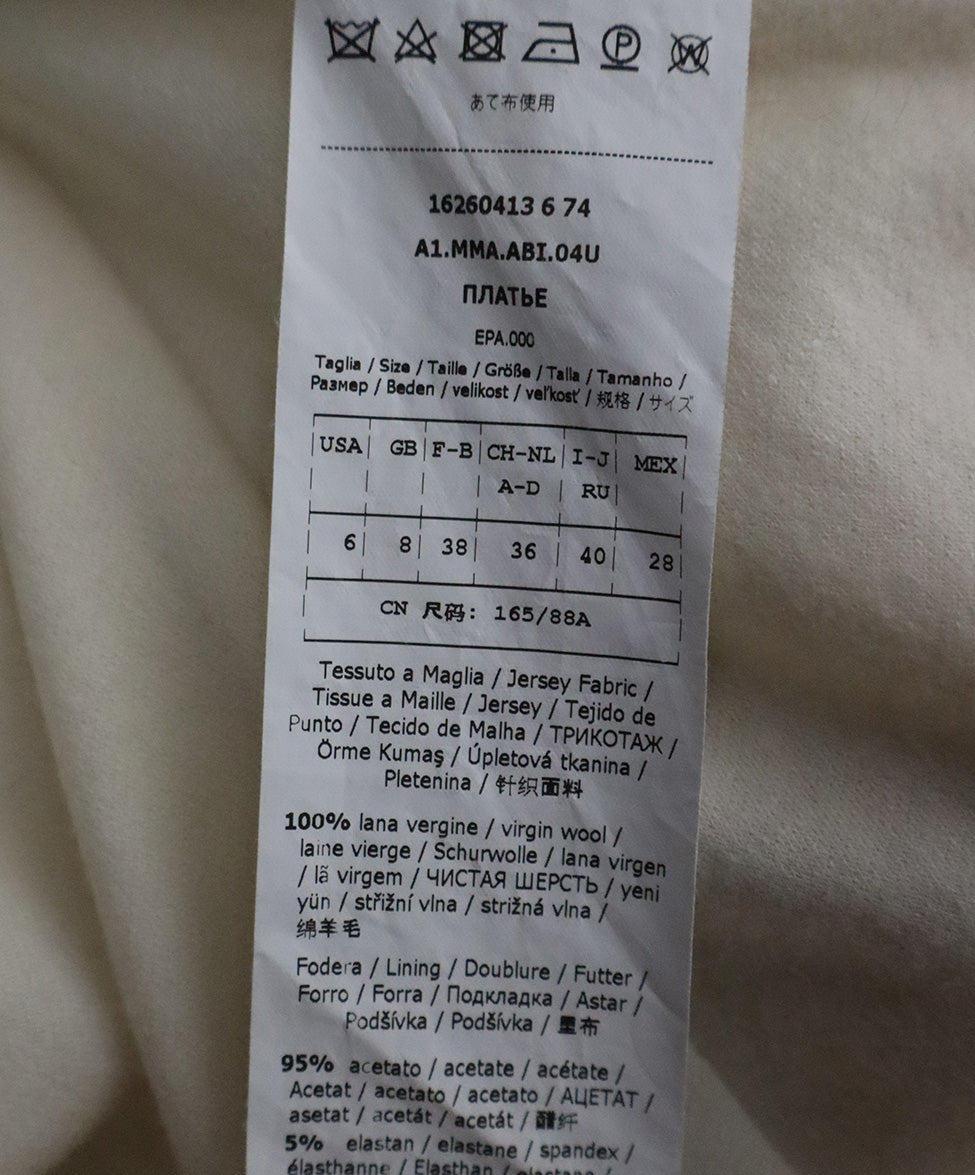 P W
あて布使用
16260413 6 74
A1.MMA.ABI.04U
ПЛАТЬЕ
EPA.000
Taglia / Size / Taille / Größe / Talla / Tamanho /
Размер / Beden / velikost / veľkosť / 规格 / サイズ
USA GB F-B CH-NL I-J MEX
A-D RU
6 8 38 36 40 28
CN 尺码: 165/88A
Tessuto a Maglia / Jersey Fabric /
Tissue a Maille / Jersey / Tejido de
Punto / Tecido de Malha / ТРИКОТАЖ /
Örme Kumaş / Úpletová tkanina /
Pletenina / 针织面料
100% lana vergine / virgin wool /
laine vierge / Schurwolle / lana virgen
/ lã virgem / ЧИСТАЯ ШЕРСТЬ / yeni
yün / střižní vlna / strižná vlna /
绵羊毛
Fodera / Lining / Doublure / Futter /
Forro / Forra / Подкладка / Astar /
Podšívka / Podšívka / 里布
95% acetato / acetate / acétate /
Acetat / acetato / acetato / АЦЕТАТ /
asetat / acetát / acetát / 醋纤
5% elastan / elastane / spandex /
élasthanne / Elasthan / elastano /